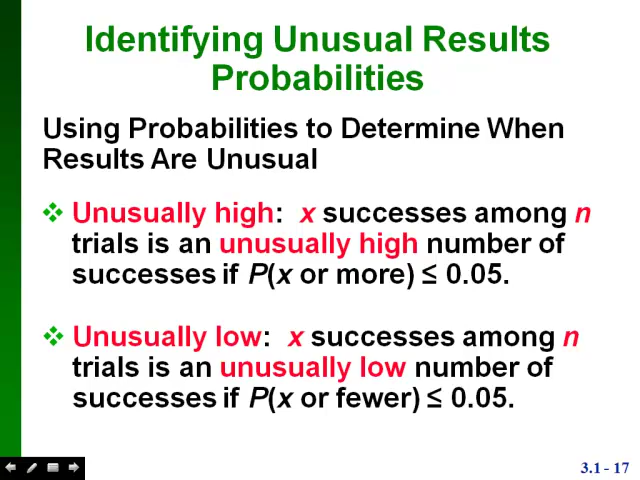 Identifying Unusual Results
Probabilities
Using Probabilities to Determine When
Results Are Unusual
Unusually high: x successes among n
trials is an unusually high number of
successes if P(x or more) ≤ 0.05.
Unusually low: x successes among n
trials is an unusually low number of
successes if P(x or fewer) ≤ 0.05.
3.1 - 17